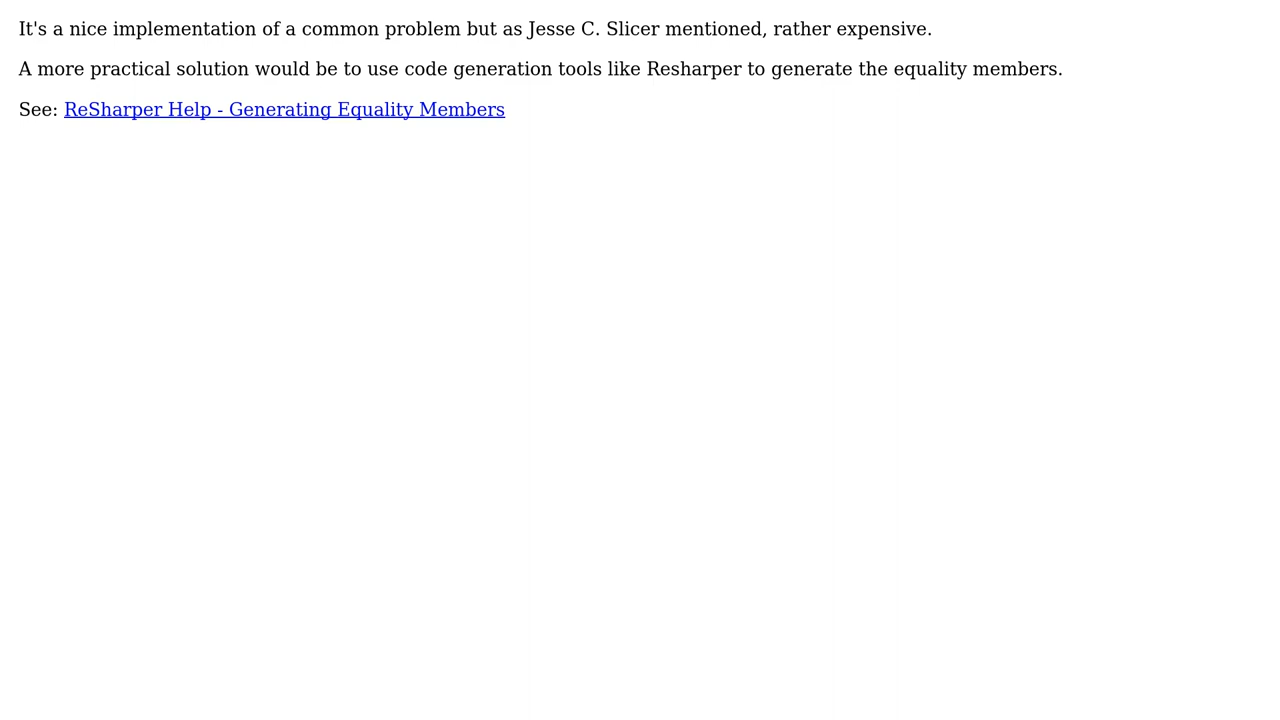 It's a nice implementation of a common problem but as Jesse C. Slicer mentioned, rather expensive.
A more practical solution would be to use code generation tools like Resharper to generate the equality members.
See: ReSharper Help - Generating Equality Members